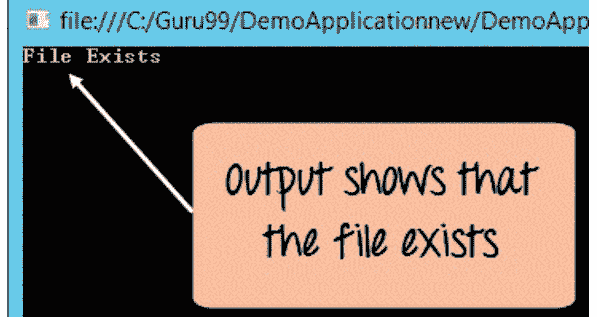 file:///C:/Guru99/DemoApplicationnew/DemoApp
File Exists
Output shows that
the file exists